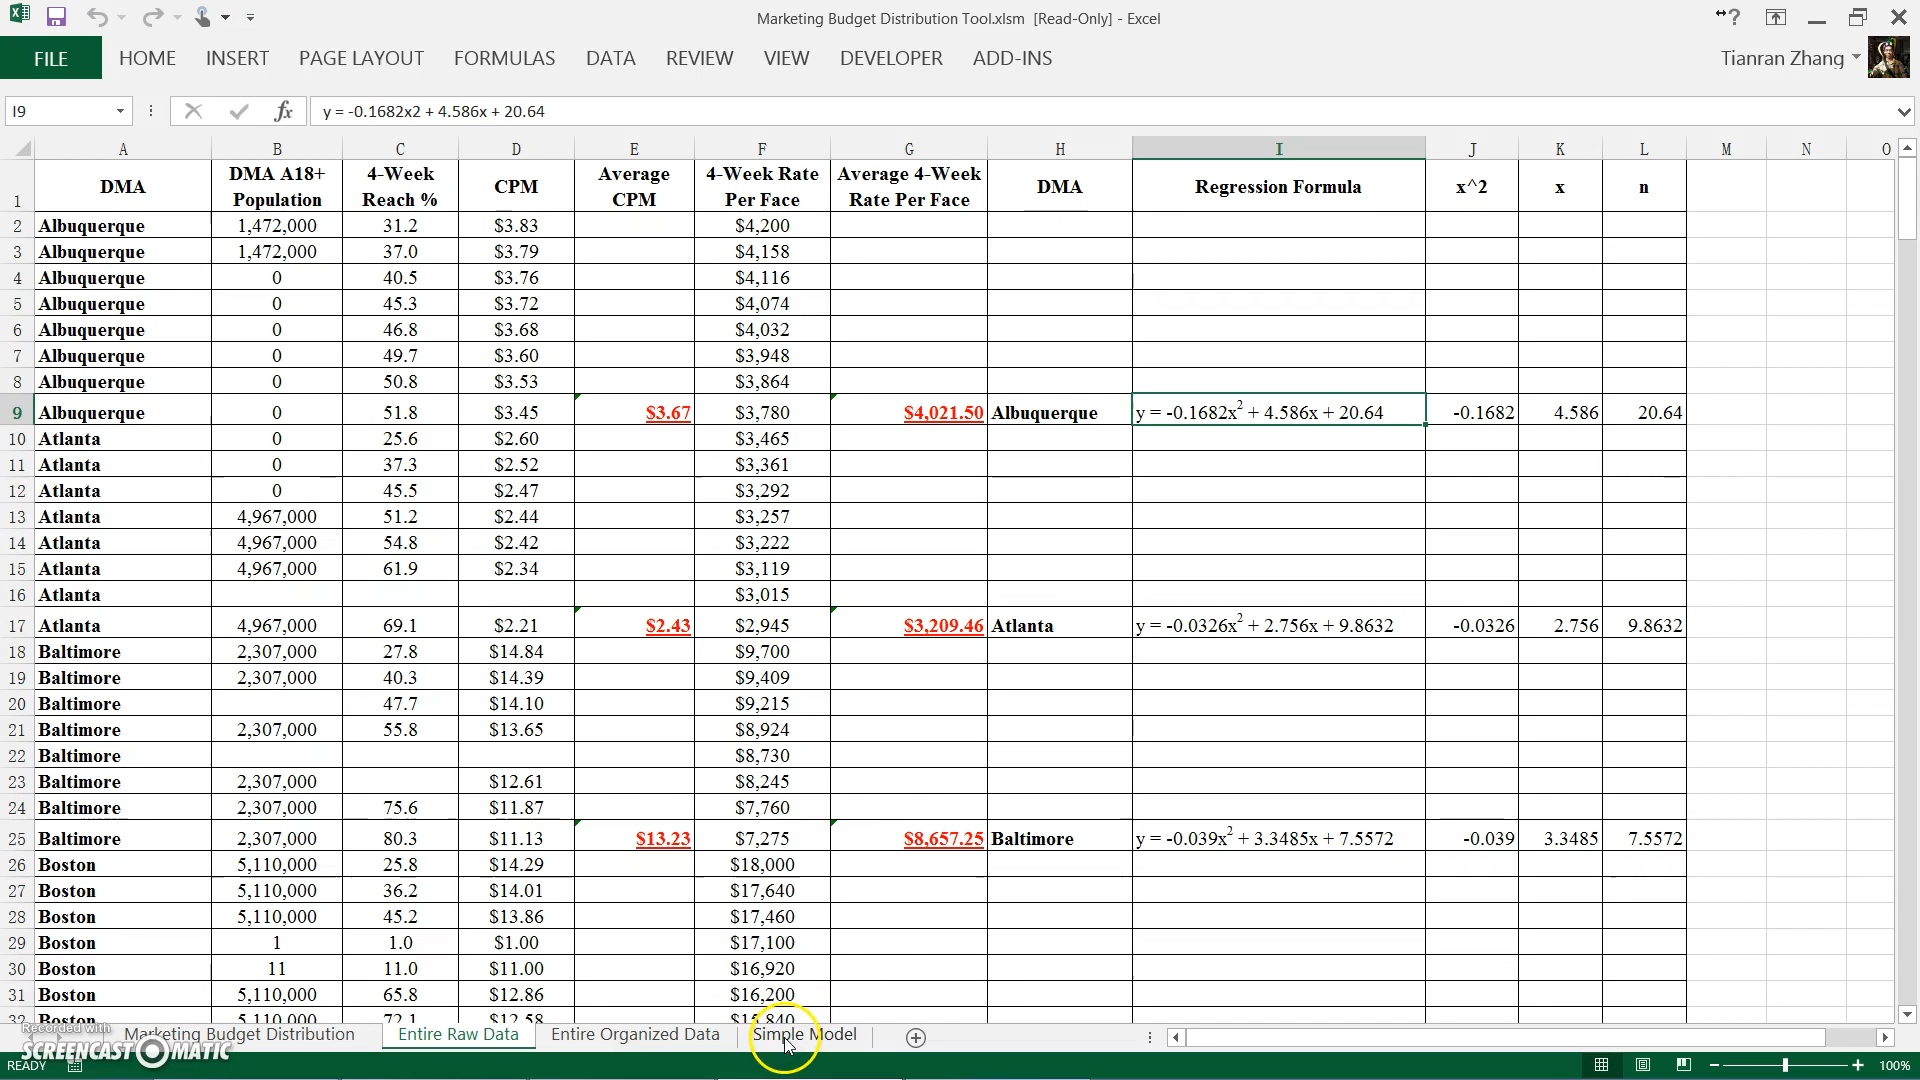 Marketing Budget Distribution Tool.xlsm [Read-Only] - Excel
FILE HOME INSERT PAGE LAYOUT FORMULAS DATA REVIEW VIEW DEVELOPER ADD-INS Tianran Zhang
I9 fx y = -0.1682x2 + 4.586x + 20.64
A B C D E F G H I J K L M N O
1 DMA DMA A18+ Population 4-Week Reach % CPM Average CPM 4-Week Rate Per Face Average 4-Week Rate Per Face DMA Regression Formula x^2 x n
2 Albuquerque 1,472,000 31.2 $3.83 $4,200
3 Albuquerque 1,472,000 37.0 $3.79 $4,158
4 Albuquerque 0 40.5 $3.76 $4,116
5 Albuquerque 0 45.3 $3.72 $4,074
6 Albuquerque 0 46.8 $3.68 $4,032
7 Albuquerque 0 49.7 $3.60 $3,948
8 Albuquerque 0 50.8 $3.53 $3,864
9 Albuquerque 0 51.8 $3.45 $3.67 $3,780 $4,021.50 Albuquerque y = -0.1682x² + 4.586x + 20.64 -0.1682 4.586 20.64
10 Atlanta 0 25.6 $2.60 $3,465
11 Atlanta 0 37.3 $2.52 $3,361
12 Atlanta 0 45.5 $2.47 $3,292
13 Atlanta 4,967,000 51.2 $2.44 $3,257
14 Atlanta 4,967,000 54.8 $2.42 $3,222
15 Atlanta 4,967,000 61.9 $2.34 $3,119
16 Atlanta $3,015
17 Atlanta 4,967,000 69.1 $2.21 $2.43 $2,945 $3,209.46 Atlanta y = -0.0326x² + 2.756x + 9.8632 -0.0326 2.756 9.8632
18 Baltimore 2,307,000 27.8 $14.84 $9,700
19 Baltimore 2,307,000 40.3 $14.39 $9,409
20 Baltimore 47.7 $14.10 $9,215
21 Baltimore 2,307,000 55.8 $13.65 $8,924
22 Baltimore $8,730
23 Baltimore 2,307,000 $12.61 $8,245
24 Baltimore 2,307,000 75.6 $11.87 $7,760
25 Baltimore 2,307,000 80.3 $11.13 $13.23 $7,275 $8,657.25 Baltimore y = -0.039x² + 3.3485x + 7.5572 -0.039 3.3485 7.5572
26 Boston 5,110,000 25.8 $14.29 $18,000
27 Boston 5,110,000 36.2 $14.01 $17,640
28 Boston 5,110,000 45.2 $13.86 $17,460
29 Boston 1 1.0 $1.00 $17,100
30 Boston 11 11.0 $11.00 $16,920
31 Boston 5,110,000 65.8 $12.86 $16,200
32 Boston 5,110,000 72.1 $12.58 $15,840
Marketing Budget Distribution Entire Raw Data Entire Organized Data Simple Model
Recorded with
SCREENCAST MATIC
READY 100%